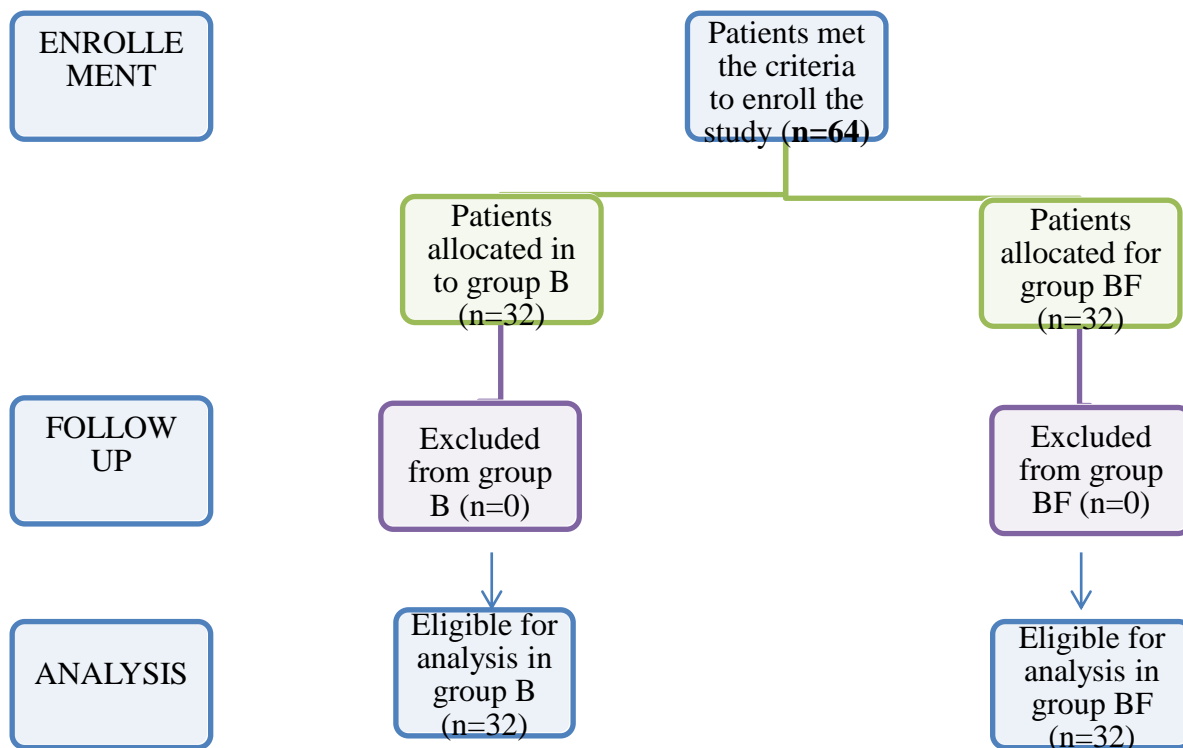 ENROLLE
MENT
Patients met
the criteria
to enroll the
study (n=64)
Patients
allocated in
to group B
(n=32)
Patients
allocated for
group BF
(n=32)
FOLLOW
UP
Excluded
from group
B (n=0)
Excluded
from group
BF (n=0)
ANALYSIS
Eligible for
analysis in
group B
(n=32)
Eligible for
analysis in
group BF
(n=32)